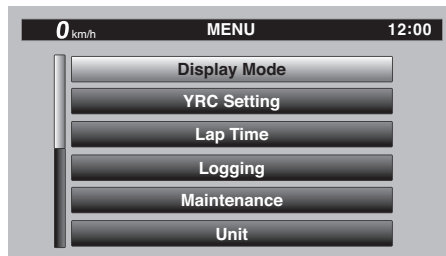 0 km/h MENU 12:00
Display Mode
YRC Setting
Lap Time
Logging
Maintenance
Unit